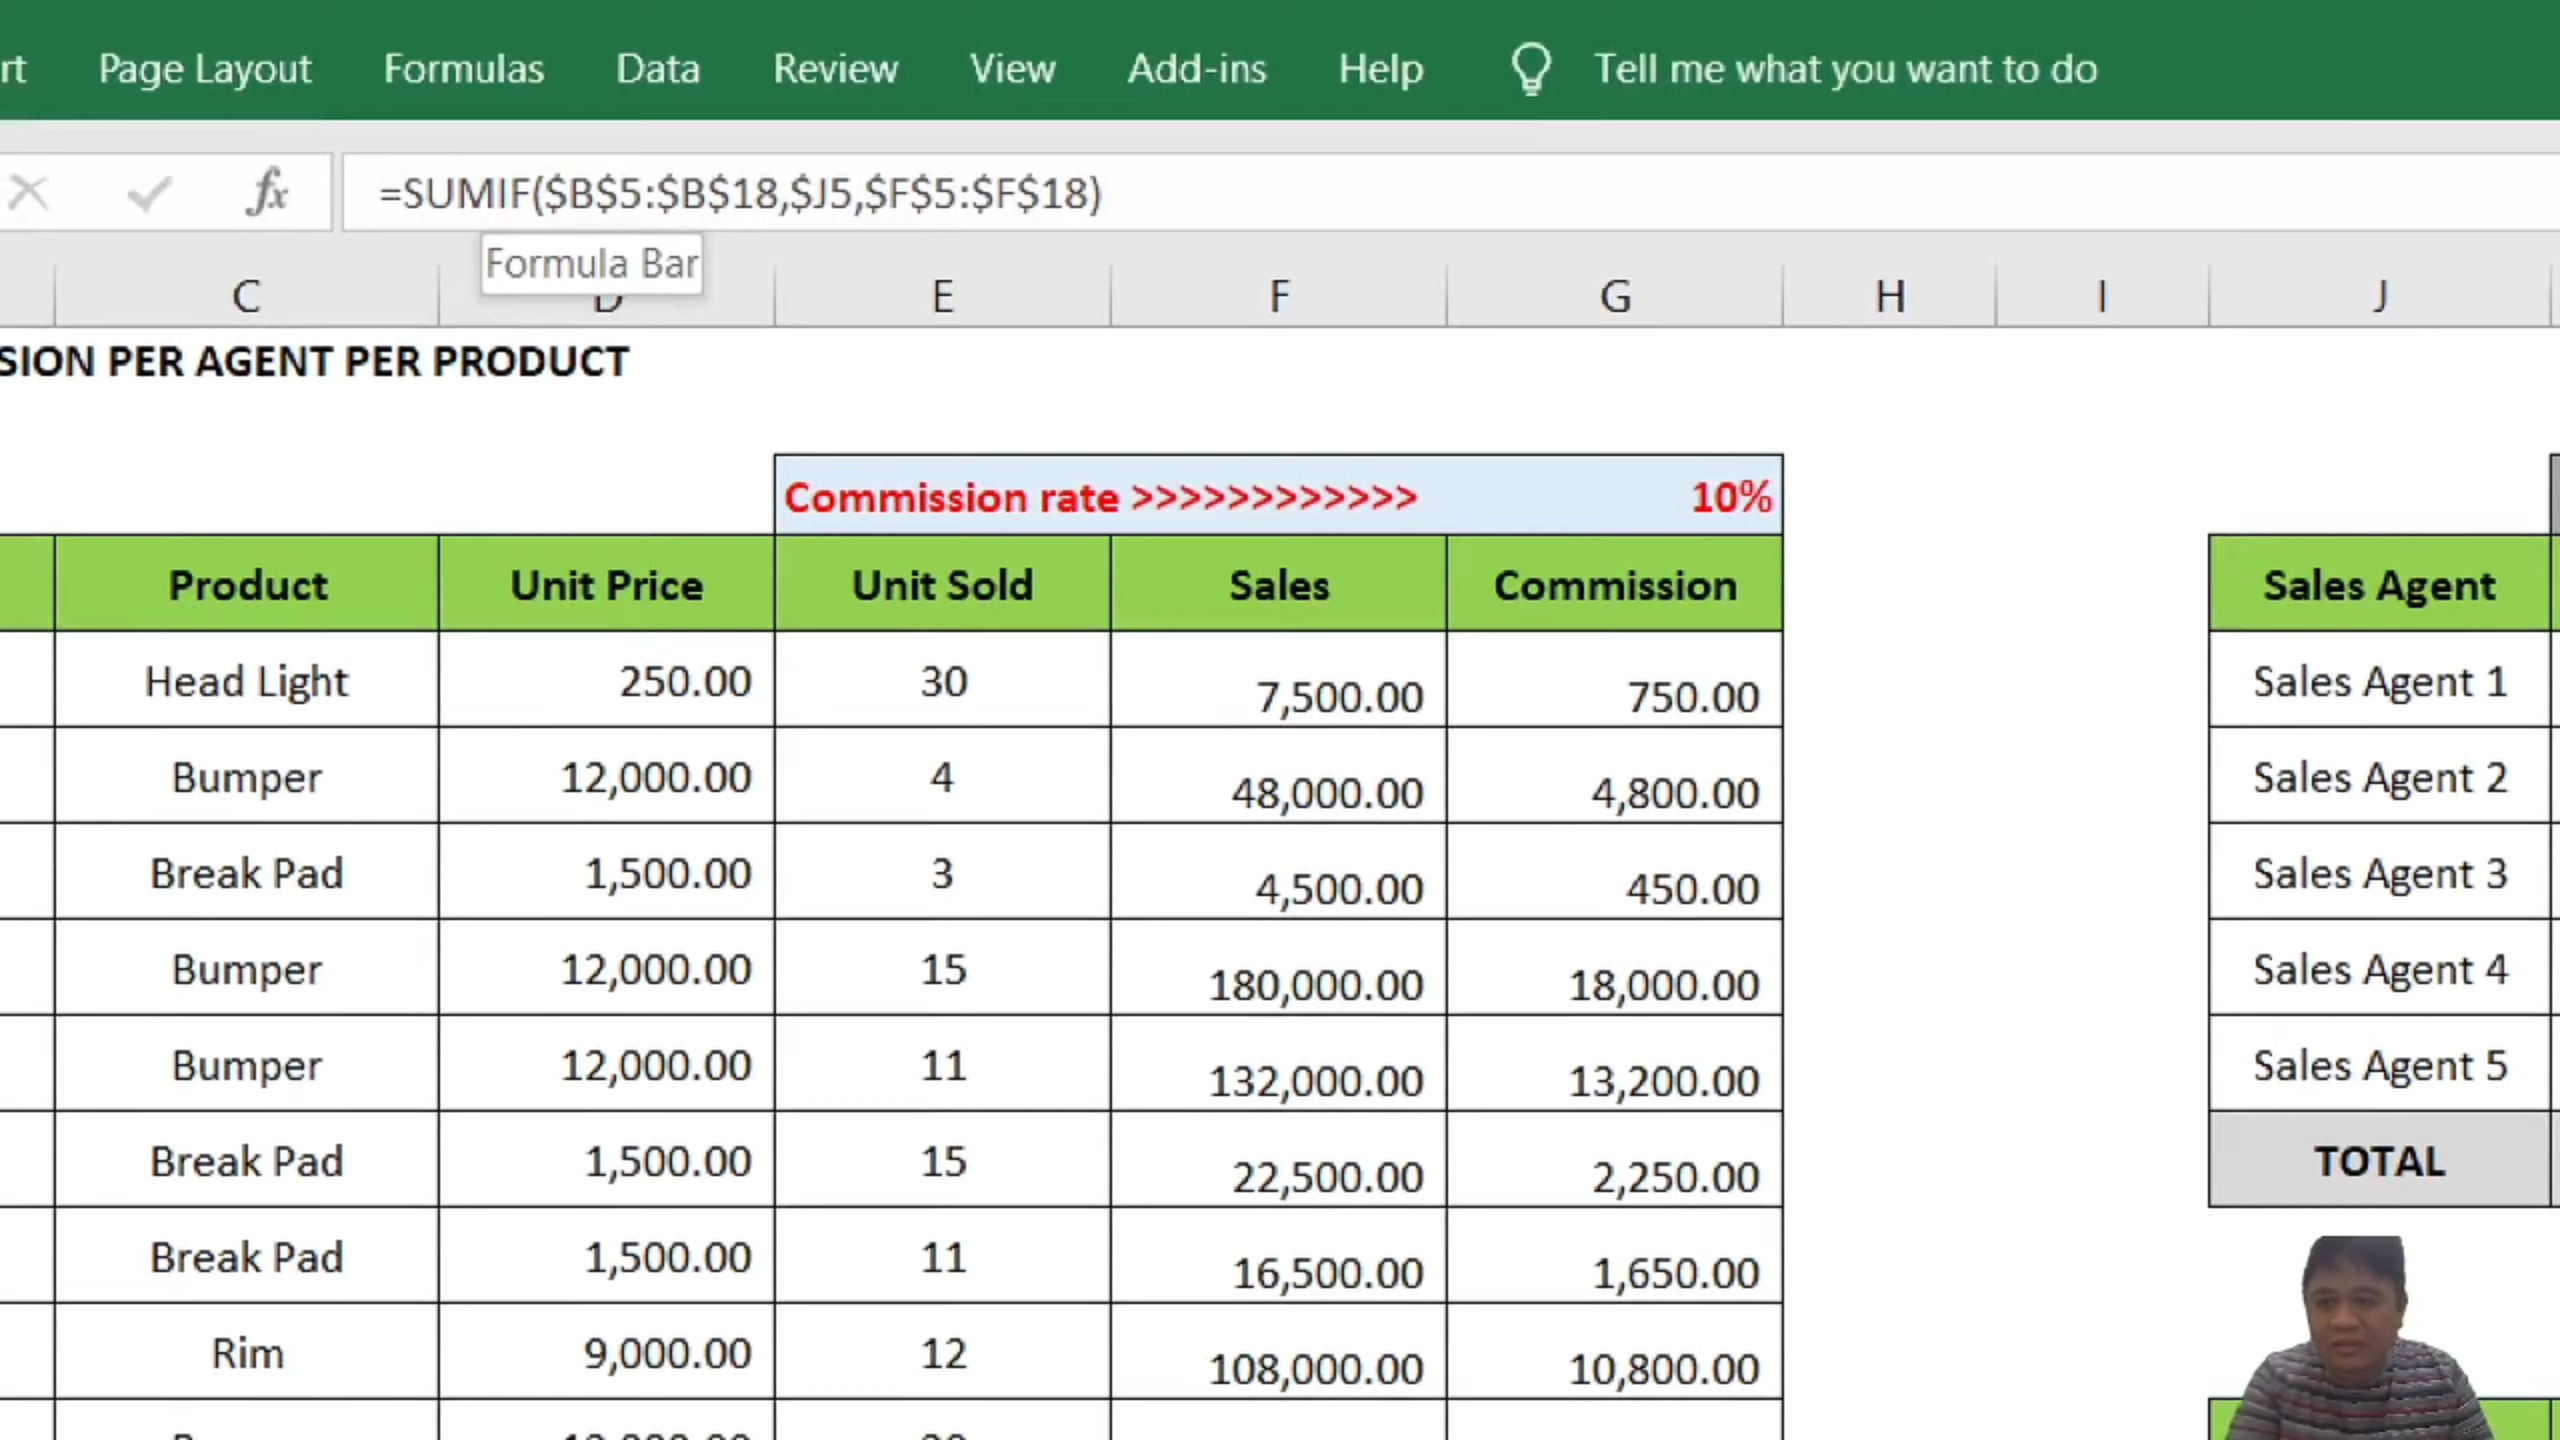 rt Page Layout Formulas Data Review View Add-ins Help Tell me what you want to do
fx =SUMIF($B$5:$B$18,$J5,$F$5:$F$18)
Formula Bar
C D E F G H I J
SION PER AGENT PER PRODUCT
Commission rate >>>>>>>>>>>> 10%
Product Unit Price Unit Sold Sales Commission Sales Agent
Head Light 250.00 30 7,500.00 750.00 Sales Agent 1
Bumper 12,000.00 4 48,000.00 4,800.00 Sales Agent 2
Break Pad 1,500.00 3 4,500.00 450.00 Sales Agent 3
Bumper 12,000.00 15 180,000.00 18,000.00 Sales Agent 4
Bumper 12,000.00 11 132,000.00 13,200.00 Sales Agent 5
Break Pad 1,500.00 15 22,500.00 2,250.00 TOTAL
Break Pad 1,500.00 11 16,500.00 1,650.00
Rim 9,000.00 12 108,000.00 10,800.00